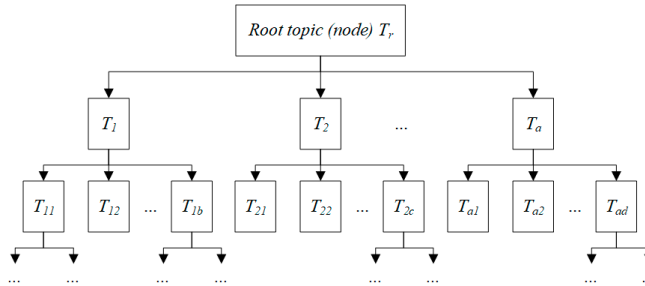 Root topic (node) Tr
T1 T2 ... Ta
T11 T12 ... T1b T21 T22 ... T2c Ta1 Ta2 ... Tad
... ... ... ... ... ... ... ...